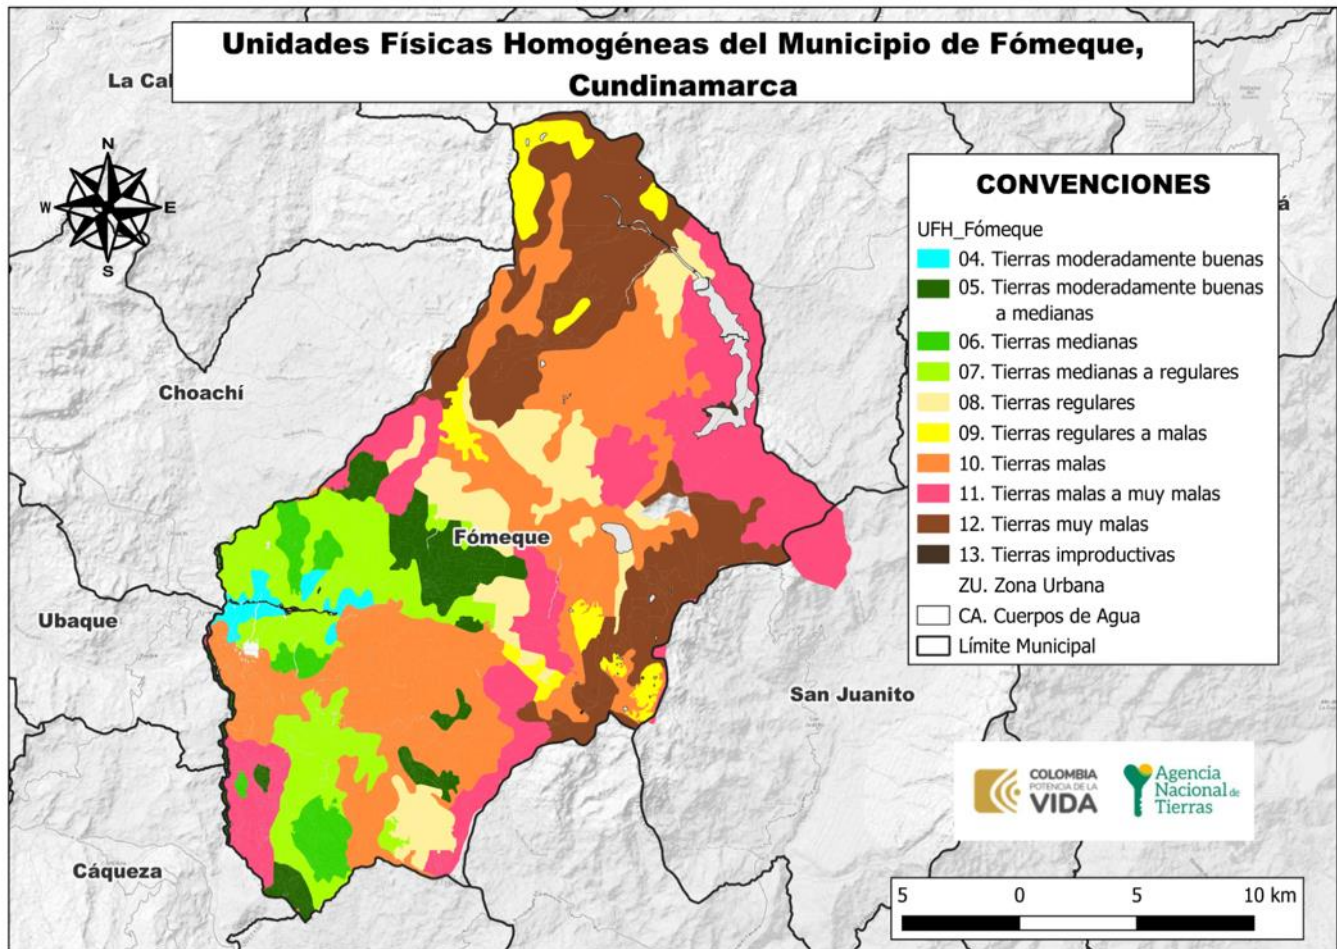 Unidades Físicas Homogéneas del Municipio de Fómeque,
Cundinamarca
La Cal
N
W
E
S
á
CONVENCIONES
UFH_Fómeque
04. Tierras moderadamente buenas
05. Tierras moderadamente buenas
a medianas
06. Tierras medianas
07. Tierras medianas a regulares
08. Tierras regulares
09. Tierras regulares a malas
10. Tierras malas
11. Tierras malas a muy malas
12. Tierras muy malas
13. Tierras improductivas
ZU. Zona Urbana
CA. Cuerpos de Agua
Límite Municipal
Choachí
Fómeque
Ubaque
San Juanito
Cáqueza
COLOMBIA
POTENCIA DE LA
VIDA
Agencia
Nacional de
Tierras
5 0 5 10 km